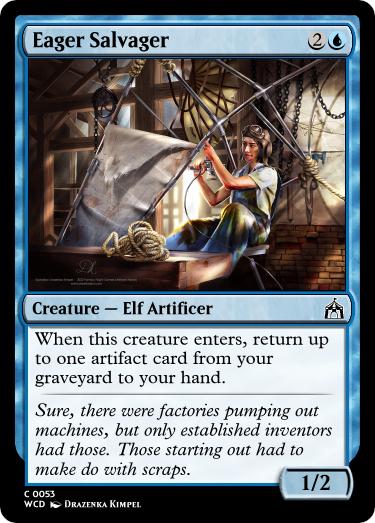 Eager Salvager
2
Creature — Elf Artificer
When this creature enters, return up
to one artifact card from your
graveyard to your hand.
Sure, there were factories pumping out
machines, but only established inventors
had those. Those starting out had to
make do with scraps.
1/2
C 0053
WCD Drazenka Kimpel